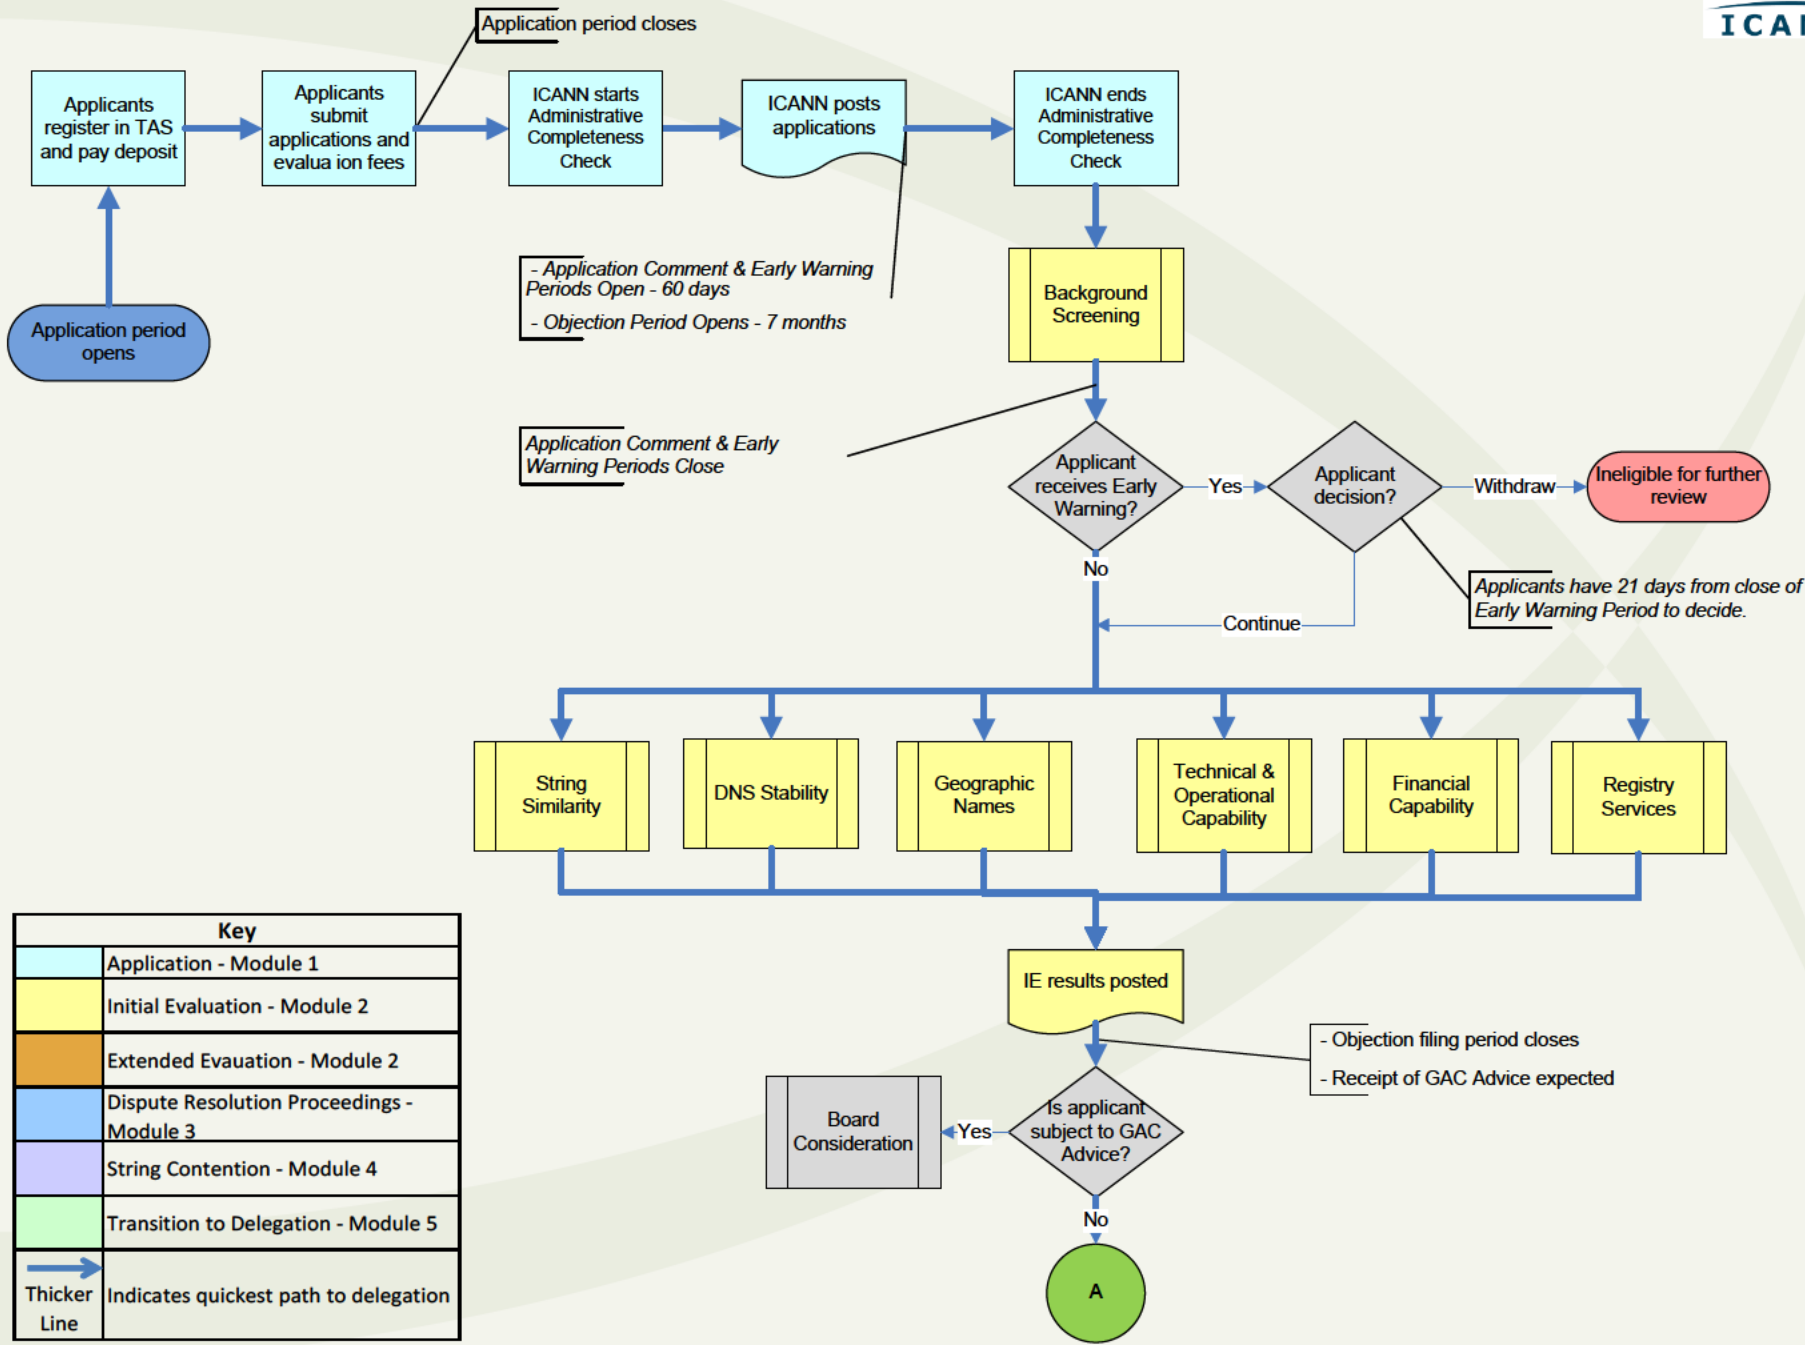 Application period closes
ICAN
Applicants
register in TAS
and pay deposit
Applicants
submit
applications and
evalua ion fees
ICANN starts
Administrative
Completeness
Check
ICANN posts
applications
ICANN ends
Administrative
Completeness
Check
- Application Comment & Early Warning
Periods Open - 60 days
- Objection Period Opens - 7 months
Background
Screening
Application period
opens
Application Comment & Early
Warning Periods Close
Applicant
receives Early
Warning?
Yes
Applicant
decision?
Withdraw
Ineligible for further
review
No
Applicants have 21 days from close of
Early Warning Period to decide.
Continue
String
Similarity
DNS Stability
Geographic
Names
Technical &
Operational
Capability
Financial
Capability
Registry
Services
IE results posted
- Objection filing period closes
- Receipt of GAC Advice expected
Board
Consideration
Yes
Is applicant
subject to GAC
Advice?
No
A
Key
Application - Module 1
Initial Evaluation - Module 2
Extended Evauation - Module 2
Dispute Resolution Proceedings -
Module 3
String Contention - Module 4
Transition to Delegation - Module 5
Thicker
Line
Indicates quickest path to delegation